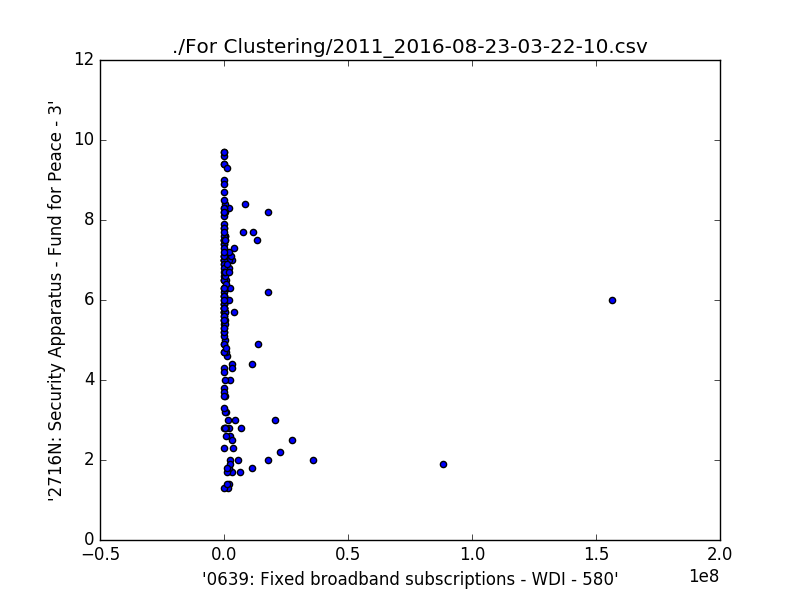 ./For Clustering/2011_2016-08-23-03-22-10.csv
12
10
8
6
4
2
0
'2716N: Security Apparatus - Fund for Peace - 3'
−0.5 0.0 0.5 1.0 1.5 2.0
1e8
'0639: Fixed broadband subscriptions - WDI - 580'